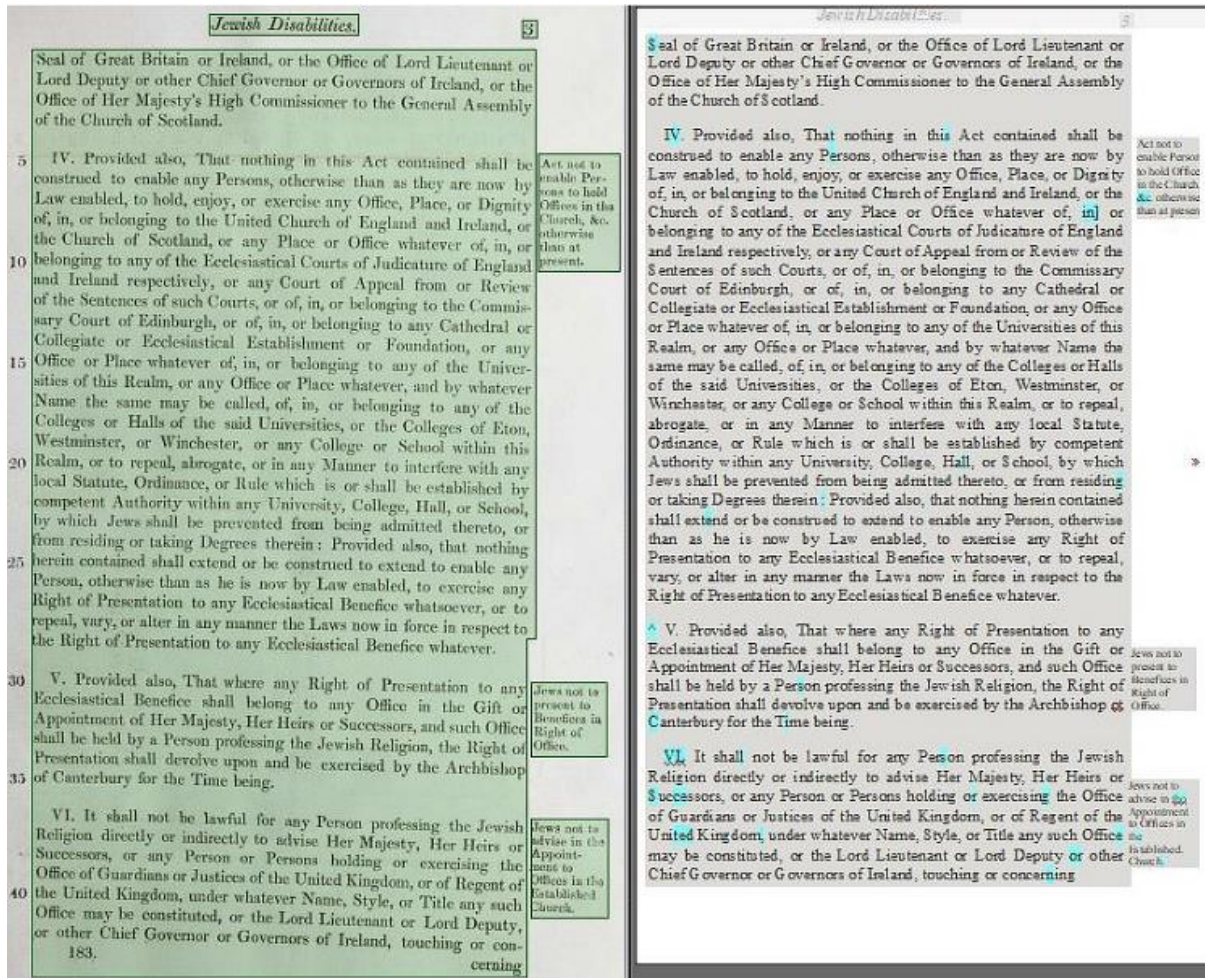 Jewish Disabilities.
3
Seal of Great Britain or Ireland, or the Office of Lord Lieutenant or
Lord Deputy or other Chief Governor or Governors of Ireland, or the
Office of Her Majesty's High Commissioner to the General Assembly
of the Church of Scotland.
5
IV. Provided also, That nothing in this Act contained shall be
construed to enable any Persons, otherwise than as they are now by
Law enabled, to hold, enjoy, or exercise any Office, Place, or Dignity
of, in, or belonging to the United Church of England and Ireland, or
the Church of Scotland, or any Place or Office whatever of, in, or
10
belonging to any of the Ecclesiastical Courts of Judicature of England
and Ireland respectively, or any Court of Appeal from or Review
of the Sentences of such Courts, or of, in, or belonging to the Commis-
sary Court of Edinburgh, or of, in, or belonging to any Cathedral or
Collegiate or Ecclesiastical Establishment or Foundation, or any
15
Office or Place whatever of, in, or belonging to any of the Univer-
sities of this Realm, or any Office or Place whatever, and by whatever
Name the same may be called, of, in, or belonging to any of the
Colleges or Halls of the said Universities, or the Colleges of Eton,
Westminster, or Winchester, or any College or School within this
20
Realm, or to repeal, abrogate, or in any Manner to interfere with any
local Statute, Ordinance, or Rule which is or shall be established by
competent Authority within any University, College, Hall, or School,
by which Jews shall be prevented from being admitted thereto, or
from residing or taking Degrees therein : Provided also, that nothing
25
herein contained shall extend or be construed to extend to enable any
Person, otherwise than as he is now by Law enabled, to exercise any
Right of Presentation to any Ecclesiastical Benefice whatsoever, or to
repeal, vary, or alter in any manner the Laws now in force in respect to
the Right of Presentation to any Ecclesiastical Benefice whatever.
30
V. Provided also, That where any Right of Presentation to any
Ecclesiastical Benefice shall belong to any Office in the Gift or
Appointment of Her Majesty, Her Heirs or Successors, and such Office
shall be held by a Person professing the Jewish Religion, the Right of
Presentation shall devolve upon and be exercised by the Archbishop
35
of Canterbury for the Time being.
VI. It shall not be lawful for any Person professing the Jewish
Religion directly or indirectly to advise Her Majesty, Her Heirs or
Successors, or any Person or Persons holding or exercising the
Office of Guardians or Justices of the United Kingdom, or of Regent of
40
the United Kingdom, under whatever Name, Style, or Title any such
Office may be constituted, or the Lord Lieutenant or Lord Deputy,
or other Chief Governor or Governors of Ireland, touching or con-
183.
cerning
Act not to
enable Per-
sons to hold
Offices in the
Church, &c.
otherwise
than at
present.
Jews not to
present to
Benefices in
Right of
Office.
Jews not to
advise in the
Appoint-
ment to
Offices in the
Established
Church.
Jewish Disabilities.
3
Seal of Great Britain or Ireland, or the Office of Lord Lieutenant or
Lord Deputy or other Chief Governor or Governors of Ireland, or the
Office of Her Majesty's High Commissioner to the General Assembly
of the Church of Scotland.
IV. Provided also, That nothing in this Act contained shall be
construed to enable any Persons, otherwise than as they are now by
Law enabled, to hold, enjoy, or exercise any Office, Place, or Dignity
of, in, or belonging to the United Church of England and Ireland, or the
Church of Scotland, or any Place or Office whatever of, in] or
belonging to any of the Ecclesiastical Courts of Judicature of England
and Ireland respectively, or any Court of Appeal from or Review of the
Sentences of such Courts, or of, in, or belonging to the Commissary
Court of Edinburgh, or of, in, or belonging to any Cathedral or
Collegiate or Ecclesiastical Establishment or Foundation, or any Office
or Place whatever of, in, or belonging to any of the Universities of this
Realm, or any Office or Place whatever, and by whatever Name the
same may be called, of, in, or belonging to any of the Colleges or Halls
of the said Universities, or the Colleges of Eton, Westminster, or
Winchester, or any College or School within this Realm, or to repeal,
abrogate, or in any Manner to interfere with any local Statute,
Ordinance, or Rule which is or shall be established by competent
Authority within any University, College, Hall, or School, by which
Jews shall be prevented from being admitted thereto, or from residing
or taking Degrees therein : Provided also, that nothing herein contained
shall extend or be construed to extend to enable any Person, otherwise
than as he is now by Law enabled, to exercise any Right of
Presentation to any Ecclesiastical Benefice whatsoever, or to repeal,
vary, or alter in any manner the Laws now in force in respect to the
Right of Presentation to any Ecclesiastical Benefice whatever.
^ V. Provided also, That where any Right of Presentation to any
Ecclesiastical Benefice shall belong to any Office in the Gift or
Appointment of Her Majesty, Her Heirs or Successors, and such Office
shall be held by a Person professing the Jewish Religion, the Right of
Presentation shall devolve upon and be exercised by the Archbishop
Canterbury for the Time being.
VI. It shall not be lawful for any Person professing the Jewish
Religion directly or indirectly to advise Her Majesty, Her Heirs or
Successors, or any Person or Persons holding or exercising the Office
of Guardians or Justices of the United Kingdom, or of Regent of the
United Kingdom, under whatever Name, Style, or Title any such Office
may be constituted, or the Lord Lieutenant or Lord Deputy or other
Chief Governor or Governors of Ireland, touching or concerning
Act not to
enable Person
to hold Office
in the Church
&c. otherwise
than at presen
Jews not to
present to
Benefices in
Right of
Office.
Jews not to
advise in
Appointment
to Offices in
the
Established.
Church.
»